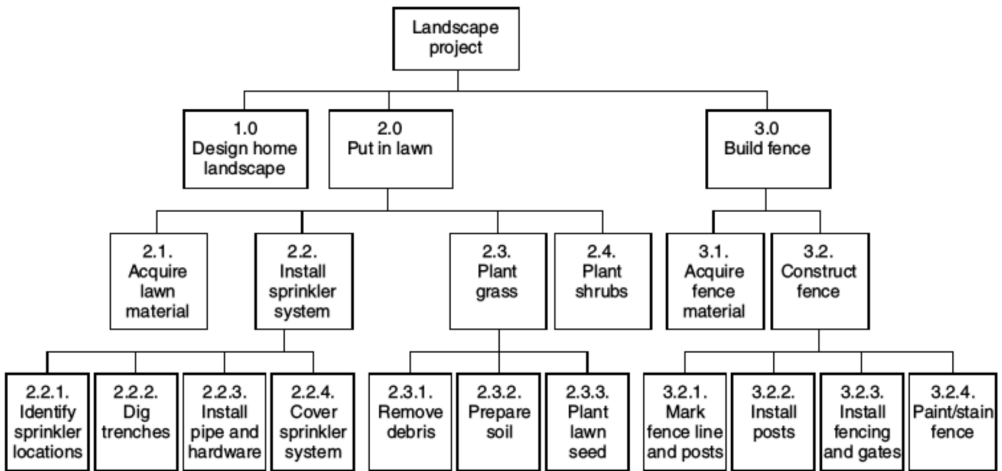 Landscape
project
1.0
Design home
landscape
2.0
Put in lawn
3.0
Build fence
2.1.
Acquire
lawn
material
2.2.
Install
sprinkler
system
2.3.
Plant
grass
2.4.
Plant
shrubs
3.1.
Acquire
fence
material
3.2.
Construct
fence
2.2.1.
Identify
sprinkler
locations
2.2.2.
Dig
trenches
2.2.3.
Install
pipe and
hardware
2.2.4.
Cover
sprinkler
system
2.3.1.
Remove
debris
2.3.2.
Prepare
soil
2.3.3.
Plant
lawn
seed
3.2.1.
Mark
fence line
and posts
3.2.2.
Install
posts
3.2.3.
Install
fencing
and gates
3.2.4.
Paint/stain
fence